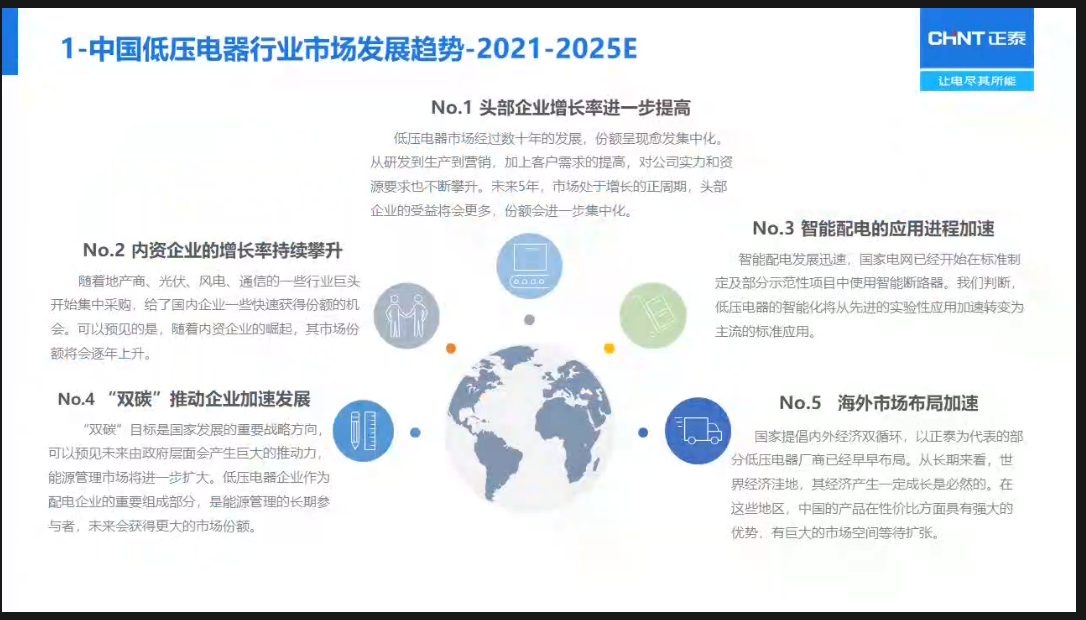 1-中国低压电器行业市场发展趋势-2021-2025E
CHNT 正泰
让电尽其所能
No.1 头部企业增长率进一步提高
低压电器市场经过数十年的发展，份额呈现愈发集中化。
从研发到生产到营销，加上客户需求的提高，对公司实力和资
源要求也不断攀升。未来5年，市场处于增长的正周期，头部
企业的受益将会更多，份额会进一步集中化。
No.2 内资企业的增长率持续攀升
随着地产商、光伏、风电、通信的一些行业巨头
开始集中采购，给了国内企业一些快速获得份额的机
会。可以预见的是，随着内资企业的崛起，其市场份
额将会逐年上升。
No.3 智能配电的应用进程加速
智能配电发展迅速，国家电网已经开始在标准制
定及部分示范性项目中使用智能断路器。我们判断，
低压电器的智能化将从先进的实验性应用加速转变为
主流的标准应用。
No.4 “双碳”推动企业加速发展
“双碳”目标是国家发展的重要战略方向，
可以预见未来由政府层面会产生巨大的推动力，
能源管理市场将进一步扩大。低压电器企业作为
配电企业的重要组成部分，是能源管理的长期参
与者，未来会获得更大的市场份额。
No.5 海外市场布局加速
国家提倡内外经济双循环，以正泰为代表的部
分低压电器厂商已经早早布局。从长期来看，世
界经济洼地，其经济产生一定成长是必然的。在
这些地区，中国的产品在性价比方面具有强大的
优势，有巨大的市场空间等待扩张。